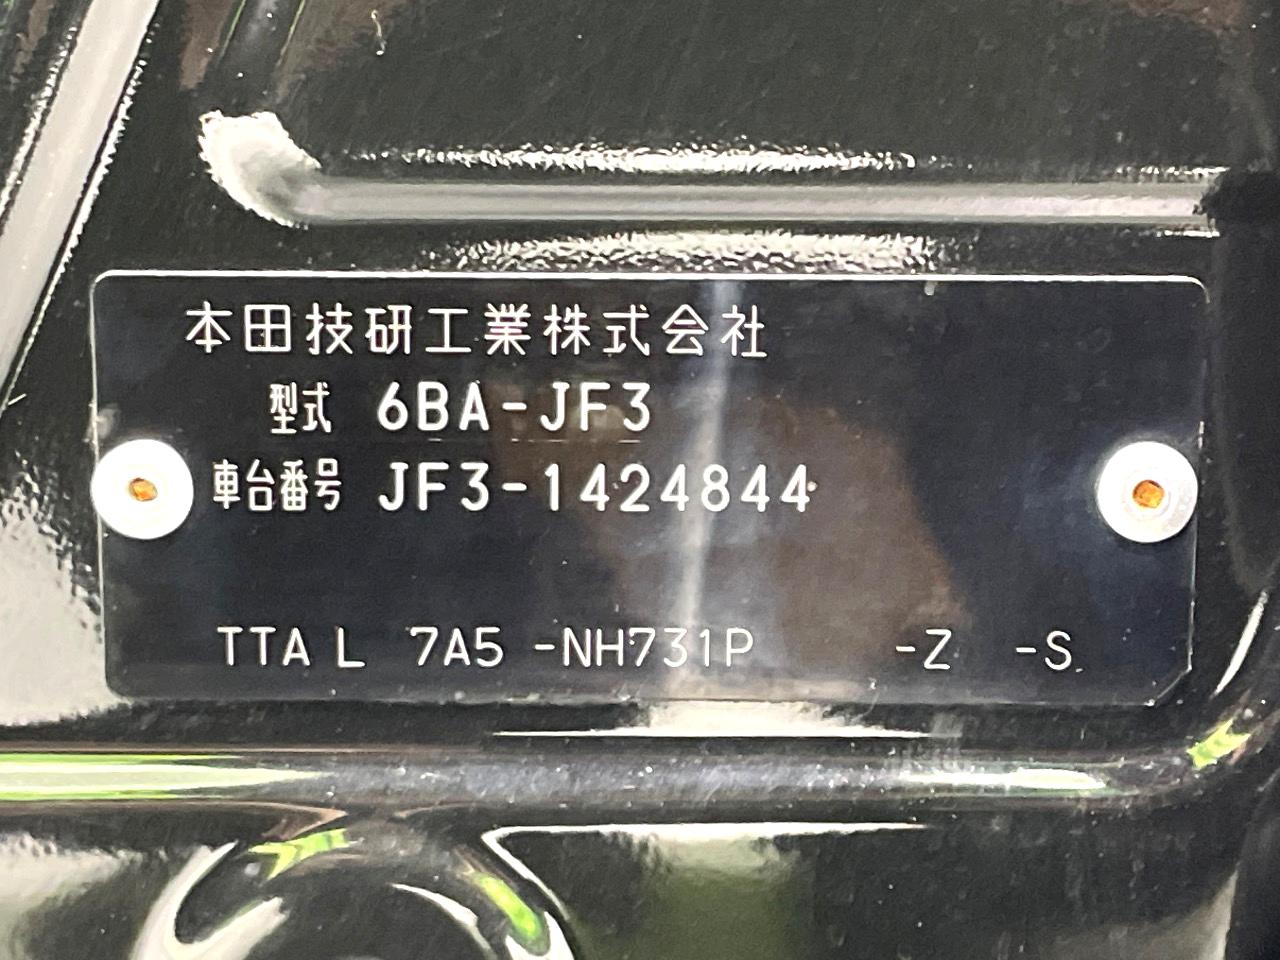 本田技研工業株式会社
型式 6BA-JF3
車台番号 JF3-1424844
TTA L 7A5 -NH731P -Z -S